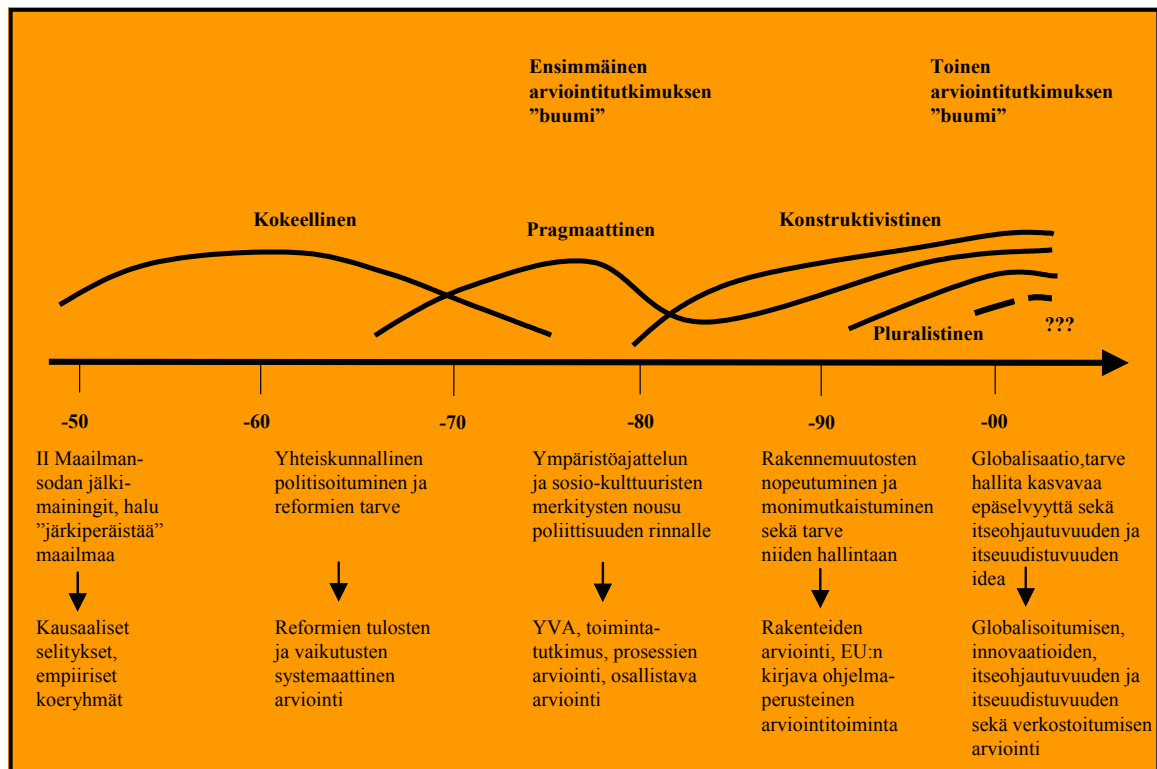 Ensimmäinen
arviointitutkimuksen
”buumi”
Toinen
arviointitutkimuksen
”buumi”
Kokeellinen
Pragmaattinen
Konstruktivistinen
Pluralistinen
???
-50
-60
-70
-80
-90
-00
II Maailman-
sodan jälki-
mainingit, halu
”järkiperäistää”
maailmaa
Yhteiskunnallinen
politisoituminen ja
reformien tarve
Ympäristöajattelun
ja sosio-kulttuuristen
merkitysten nousu
poliittisuuden rinnalle
Rakennemuutosten
nopeutuminen ja
monimutkaistuminen
sekä tarve
niiden hallintaan
Globalisaatio,tarve
hallita kasvavaa
epäselvyyttä sekä
itseohjautuvuuden ja
itseuudistuvuuden
idea
Kausaaliset
selitykset,
empiiriset
koeryhmät
Reformien tulosten
ja vaikutusten
systemaattinen
arviointi
YVA, toiminta-
tutkimus, prosessien
arviointi, osallistava
arviointi
Rakenteiden
arviointi, EU:n
kirjava ohjelma-
perusteinen
arviointitoiminta
Globalisoitumisen,
innovaatioiden,
itseohjautuvuuden ja
itseuudistuvuuden
sekä verkostoitumisen
arviointi